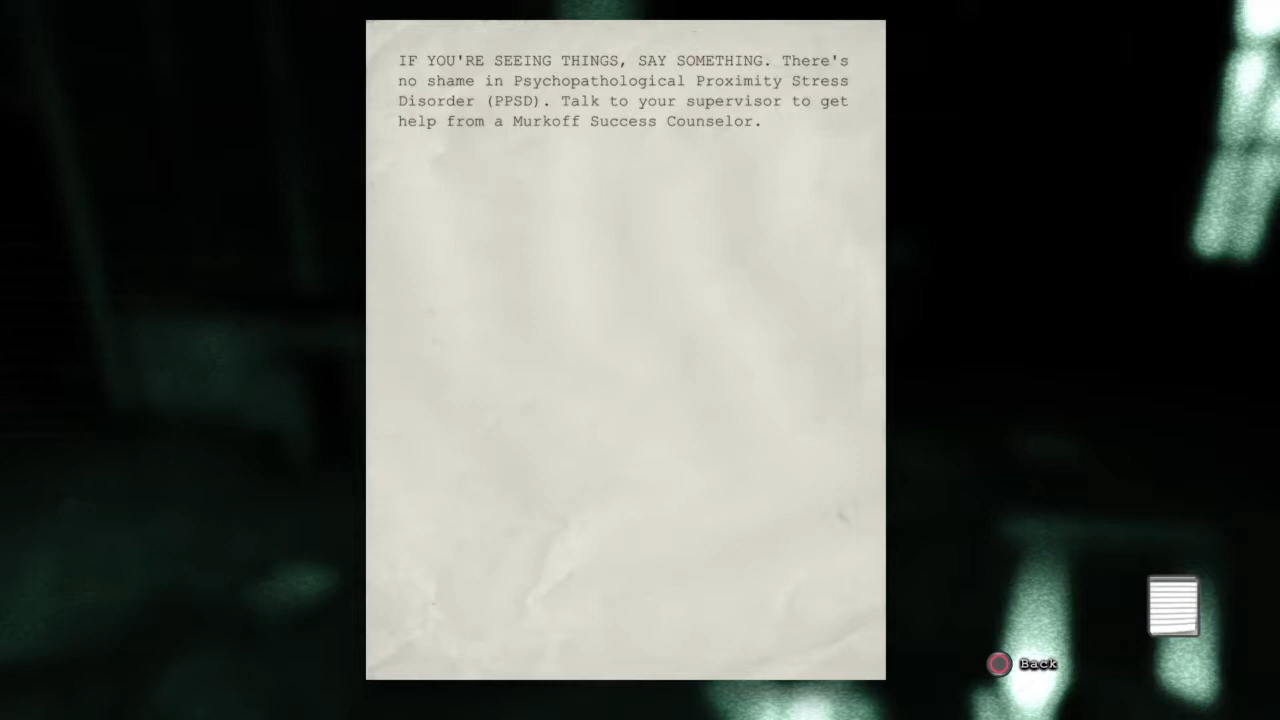 IF YOU'RE SEEING THINGS, SAY SOMETHING. There's
no shame in Psychopathological Proximity Stress
Disorder (PPSD). Talk to your supervisor to get
help from a Murkoff Success Counselor.
Back